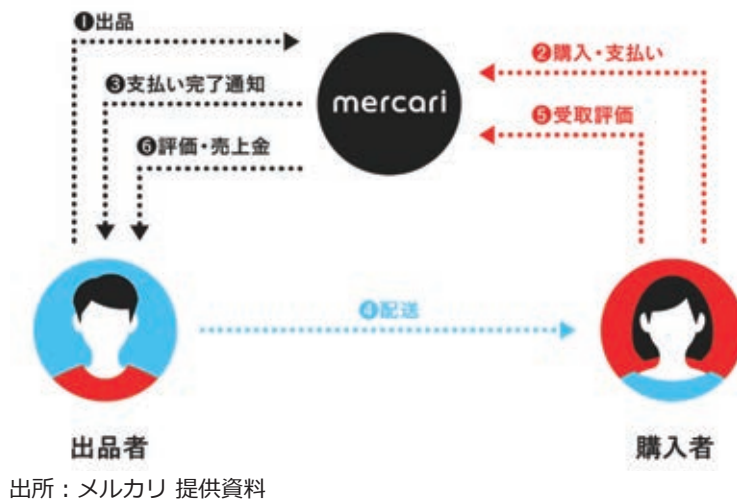 ❶出品
❷購入・支払い
❸支払い完了通知
mercari
❺受取評価
❻評価・売上金
❹配送
出品者
購入者
出所：メルカリ 提供資料